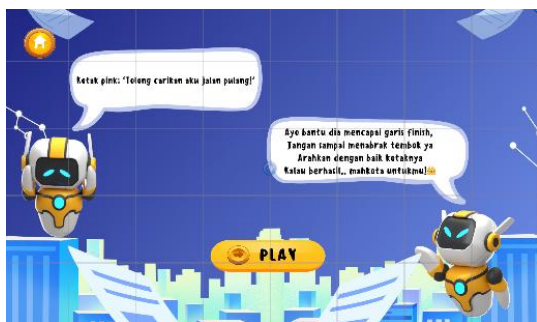 Kotak pink: 'Tolong carikan aku jalan pulang!'
Ayo bantu dia mencapai garis finish,
Jangan sampai menabrak tembok ya
Arahkan dengan baik kotaknya
Kalau berhasil,, mahkota untukmu!
PLAY